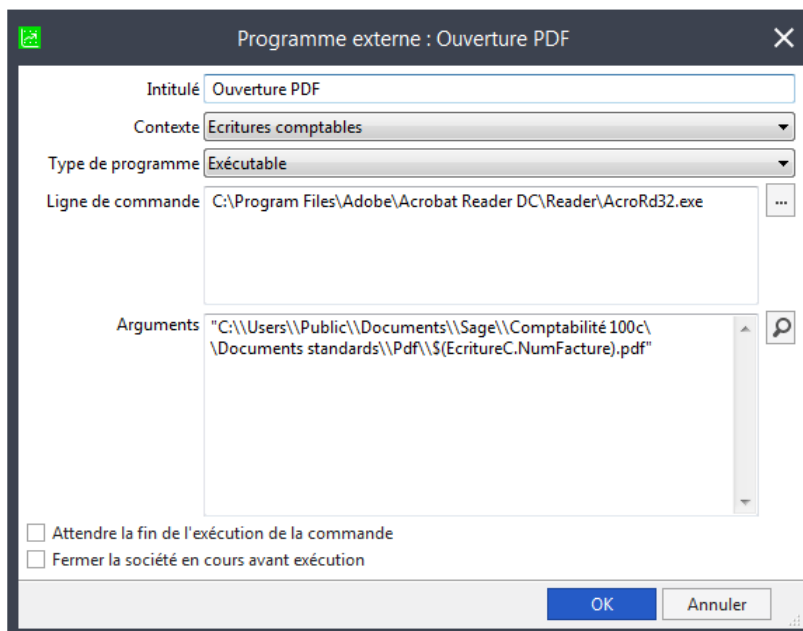 Programme externe : Ouverture PDF
Intitulé Ouverture PDF
Contexte Ecritures comptables
Type de programme Exécutable
Ligne de commande C:\Program Files\Adobe\Acrobat Reader DC\Reader\AcroRd32.exe
...
Arguments "C:\\Users\\Public\\Documents\\Sage\\Comptabilité 100c\
\Documents standards\\Pdf\\$(EcritureC.NumFacture).pdf"
Attendre la fin de l'exécution de la commande
Fermer la société en cours avant exécution
OK Annuler